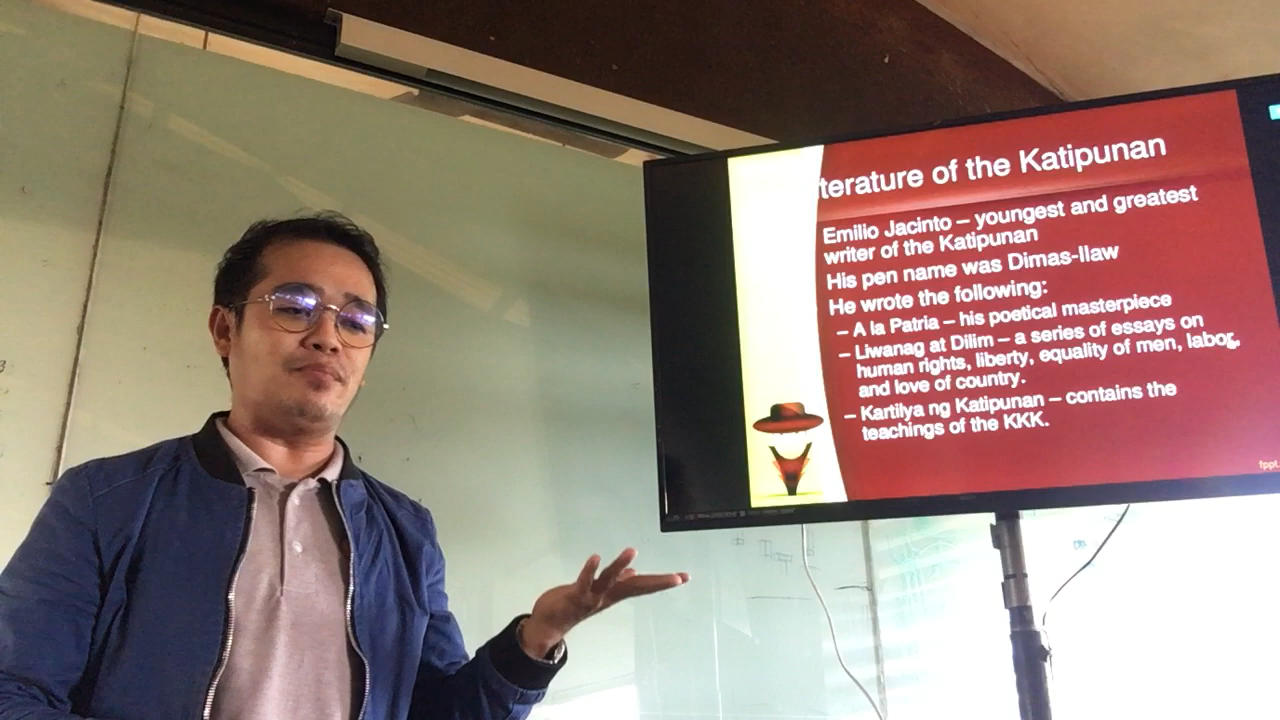 terature of the Katipunan
Emilio Jacinto – youngest and greatest
writer of the Katipunan
His pen name was Dimas-Ilaw
He wrote the following:
– A la Patria – his poetical masterpiece
– Liwanag at Dilim – a series of essays on
human rights, liberty, equality of men, labor,
and love of country.
– Kartilya ng Katipunan – contains the
teachings of the KKK.
fppt.